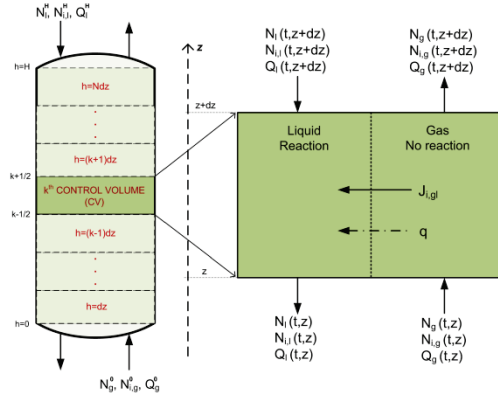 N_l^H, N_{i,l}^H, Q_l^H
h=H
h=Ndz
.
.
.
h=(k+1)dz
k+1/2
k^th CONTROL VOLUME
(CV)
k-1/2
h=(k-1)dz
.
.
.
h=dz
h=0
N_g^0, N_{i,g}^0, Q_g^0
z
z+dz
z
N_l (t,z+dz)
N_{i,l} (t,z+dz)
Q_l (t,z+dz)
N_g (t,z+dz)
N_{i,g} (t,z+dz)
Q_g (t,z+dz)
Liquid
Reaction
Gas
No reaction
J_{i,gl}
q
N_l (t,z)
N_{i,l} (t,z)
Q_l (t,z)
N_g (t,z)
N_{i,g} (t,z)
Q_g (t,z)